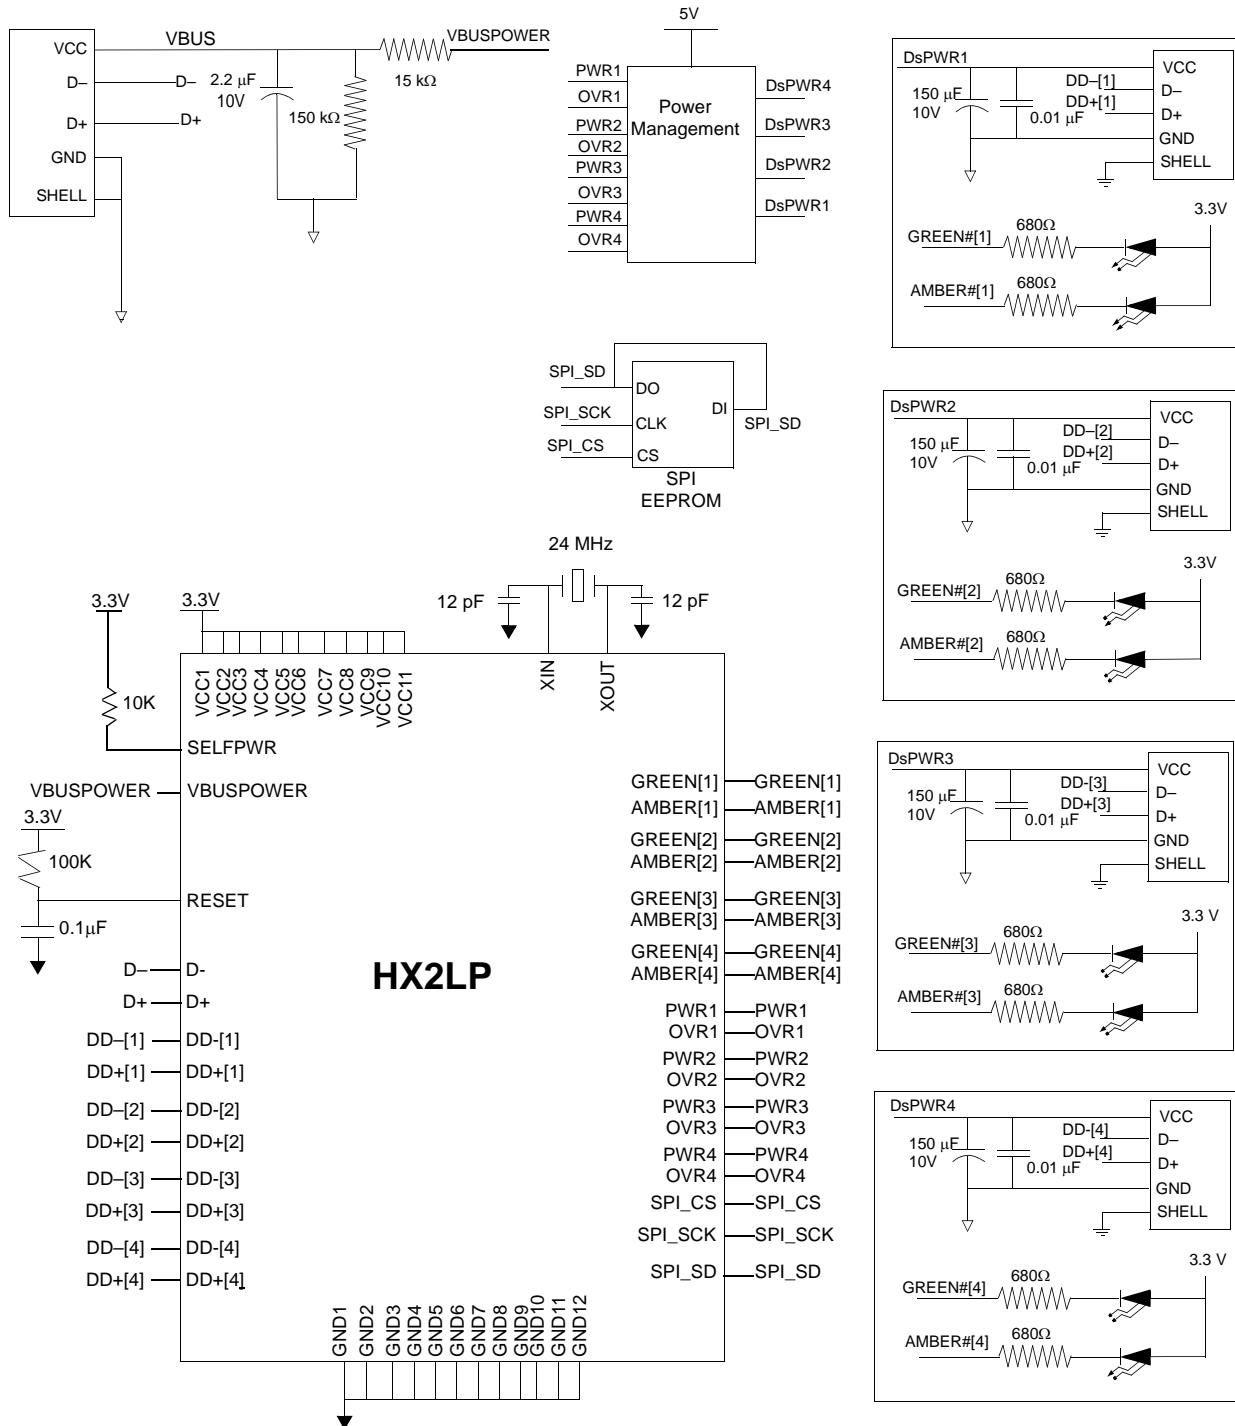 VCC
D–
D+
GND
SHELL
VBUS
D–
D+
2.2 μF
10V
150 kΩ
15 kΩ
VBUSPOWER
5V
PWR1
OVR1
PWR2
OVR2
PWR3
OVR3
PWR4
OVR4
Power
Management
DsPWR4
DsPWR3
DsPWR2
DsPWR1
SPI_SD
SPI_SCK
SPI_CS
DO
CLK
CS
DI
SPI_SD
SPI
EEPROM
24 MHz
12 pF
12 pF
3.3V
3.3V
10K
VCC1
VCC2
VCC3
VCC4
VCC5
VCC6
VCC7
VCC8
VCC9
VCC10
VCC11
XIN
XOUT
SELFPWR
VBUSPOWER
VBUSPOWER
3.3V
100K
RESET
0.1μF
HX2LP
D–
D-
D+
D+
DD–[1]
DD-[1]
DD+[1]
DD+[1]
DD–[2]
DD-[2]
DD+[2]
DD+[2]
DD–[3]
DD-[3]
DD+[3]
DD+[3]
DD–[4]
DD-[4]
DD+[4]
DD+[4]
GREEN[1]
GREEN[1]
AMBER[1]
AMBER[1]
GREEN[2]
GREEN[2]
AMBER[2]
AMBER[2]
GREEN[3]
GREEN[3]
AMBER[3]
AMBER[3]
GREEN[4]
GREEN[4]
AMBER[4]
AMBER[4]
PWR1
PWR1
OVR1
OVR1
PWR2
PWR2
OVR2
OVR2
PWR3
PWR3
OVR3
OVR3
PWR4
PWR4
OVR4
OVR4
SPI_CS
SPI_CS
SPI_SCK
SPI_SCK
SPI_SD
SPI_SD
GND1
GND2
GND3
GND4
GND5
GND6
GND7
GND8
GND9
GND10
GND11
GND12
DsPWR1
150 μF
10V
0.01 μF
DD–[1]
DD+[1]
VCC
D–
D+
GND
SHELL
3.3V
GREEN#[1]
680Ω
AMBER#[1]
680Ω
DsPWR2
150 μF
10V
0.01 μF
DD–[2]
DD+[2]
VCC
D–
D+
GND
SHELL
3.3V
GREEN#[2]
680Ω
AMBER#[2]
680Ω
DsPWR3
150 μF
10V
0.01 μF
DD-[3]
DD+[3]
VCC
D–
D+
GND
SHELL
3.3 V
GREEN#[3]
680Ω
AMBER#[3]
680Ω
DsPWR4
150 μF
10V
0.01 μF
DD-[4]
DD+[4]
VCC
D–
D+
GND
SHELL
3.3 V
GREEN#[4]
680Ω
AMBER#[4]
680Ω